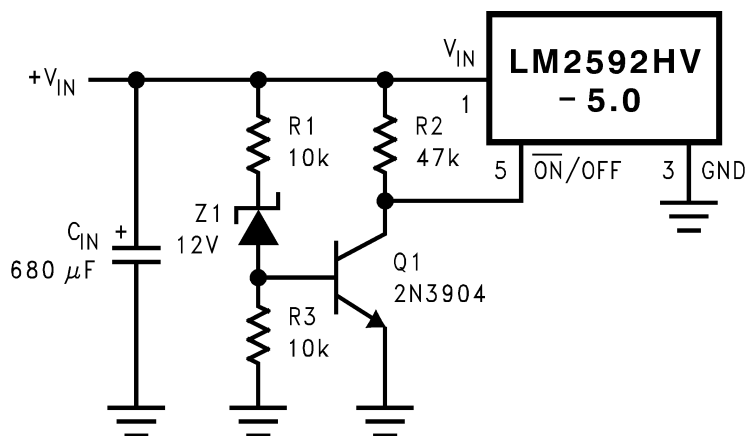 +VIN
VIN
LM2592HV
– 5.0
1
R1
10k
R2
47k
5
ON/OFF
3
GND
Z1
12V
CIN
+
680 μF
Q1
2N3904
R3
10k